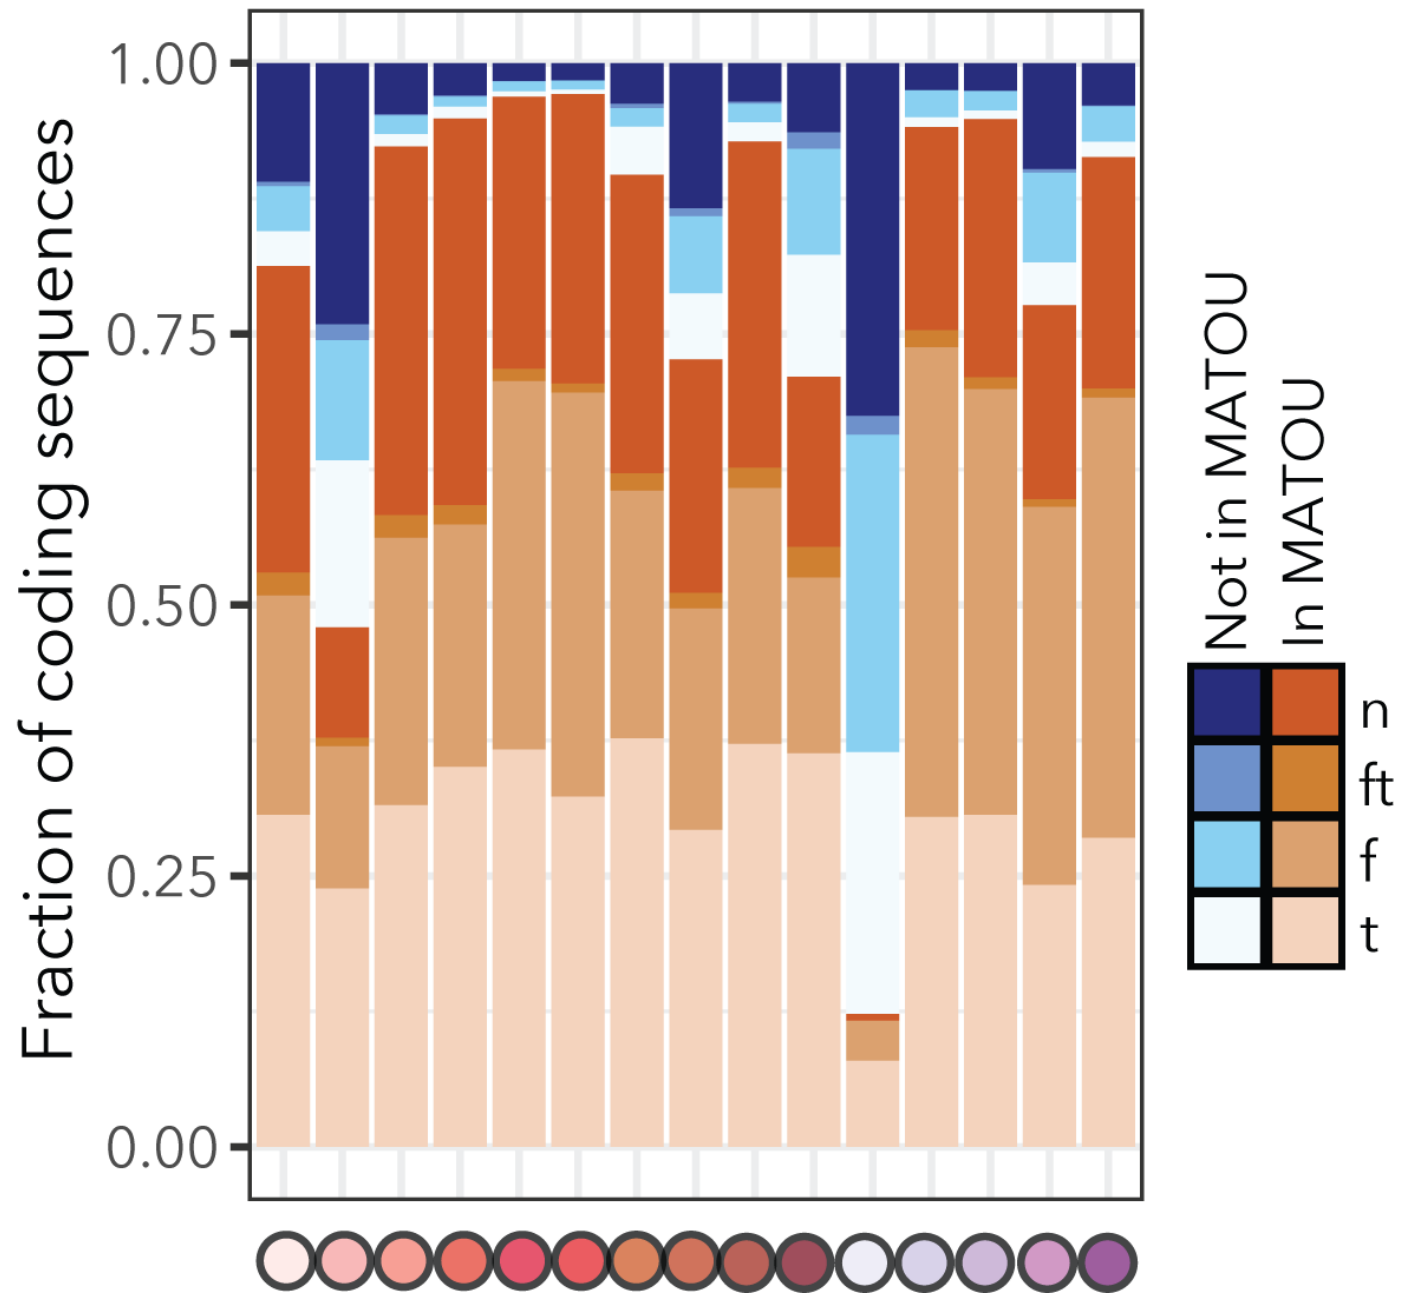 Fraction of coding sequences
1.00
0.75
0.50
0.25
0.00
Not in MATOU
In MATOU
n
ft
f
t